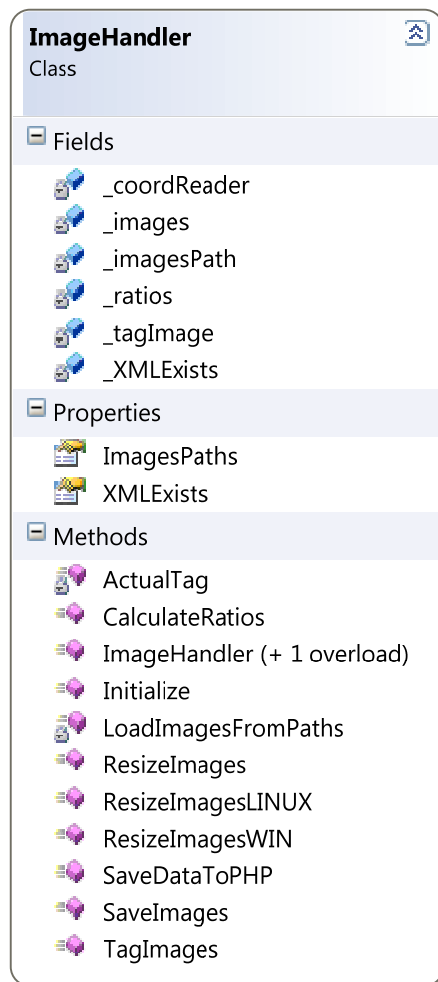 ImageHandler
Class
Fields
_coordReader
_images
_imagesPath
_ratios
_tagImage
_XMLExists
Properties
ImagesPaths
XMLExists
Methods
ActualTag
CalculateRatios
ImageHandler (+ 1 overload)
Initialize
LoadImagesFromPaths
ResizeImages
ResizeImagesLINUX
ResizeImagesWIN
SaveDataToPHP
SaveImages
TagImages